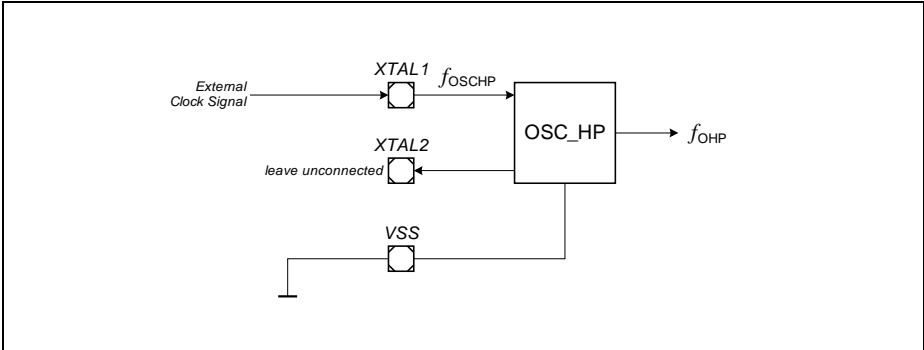 XTAL1
fOSCHP
External
Clock Signal
OSC_HP
fOHP
XTAL2
leave unconnected
VSS